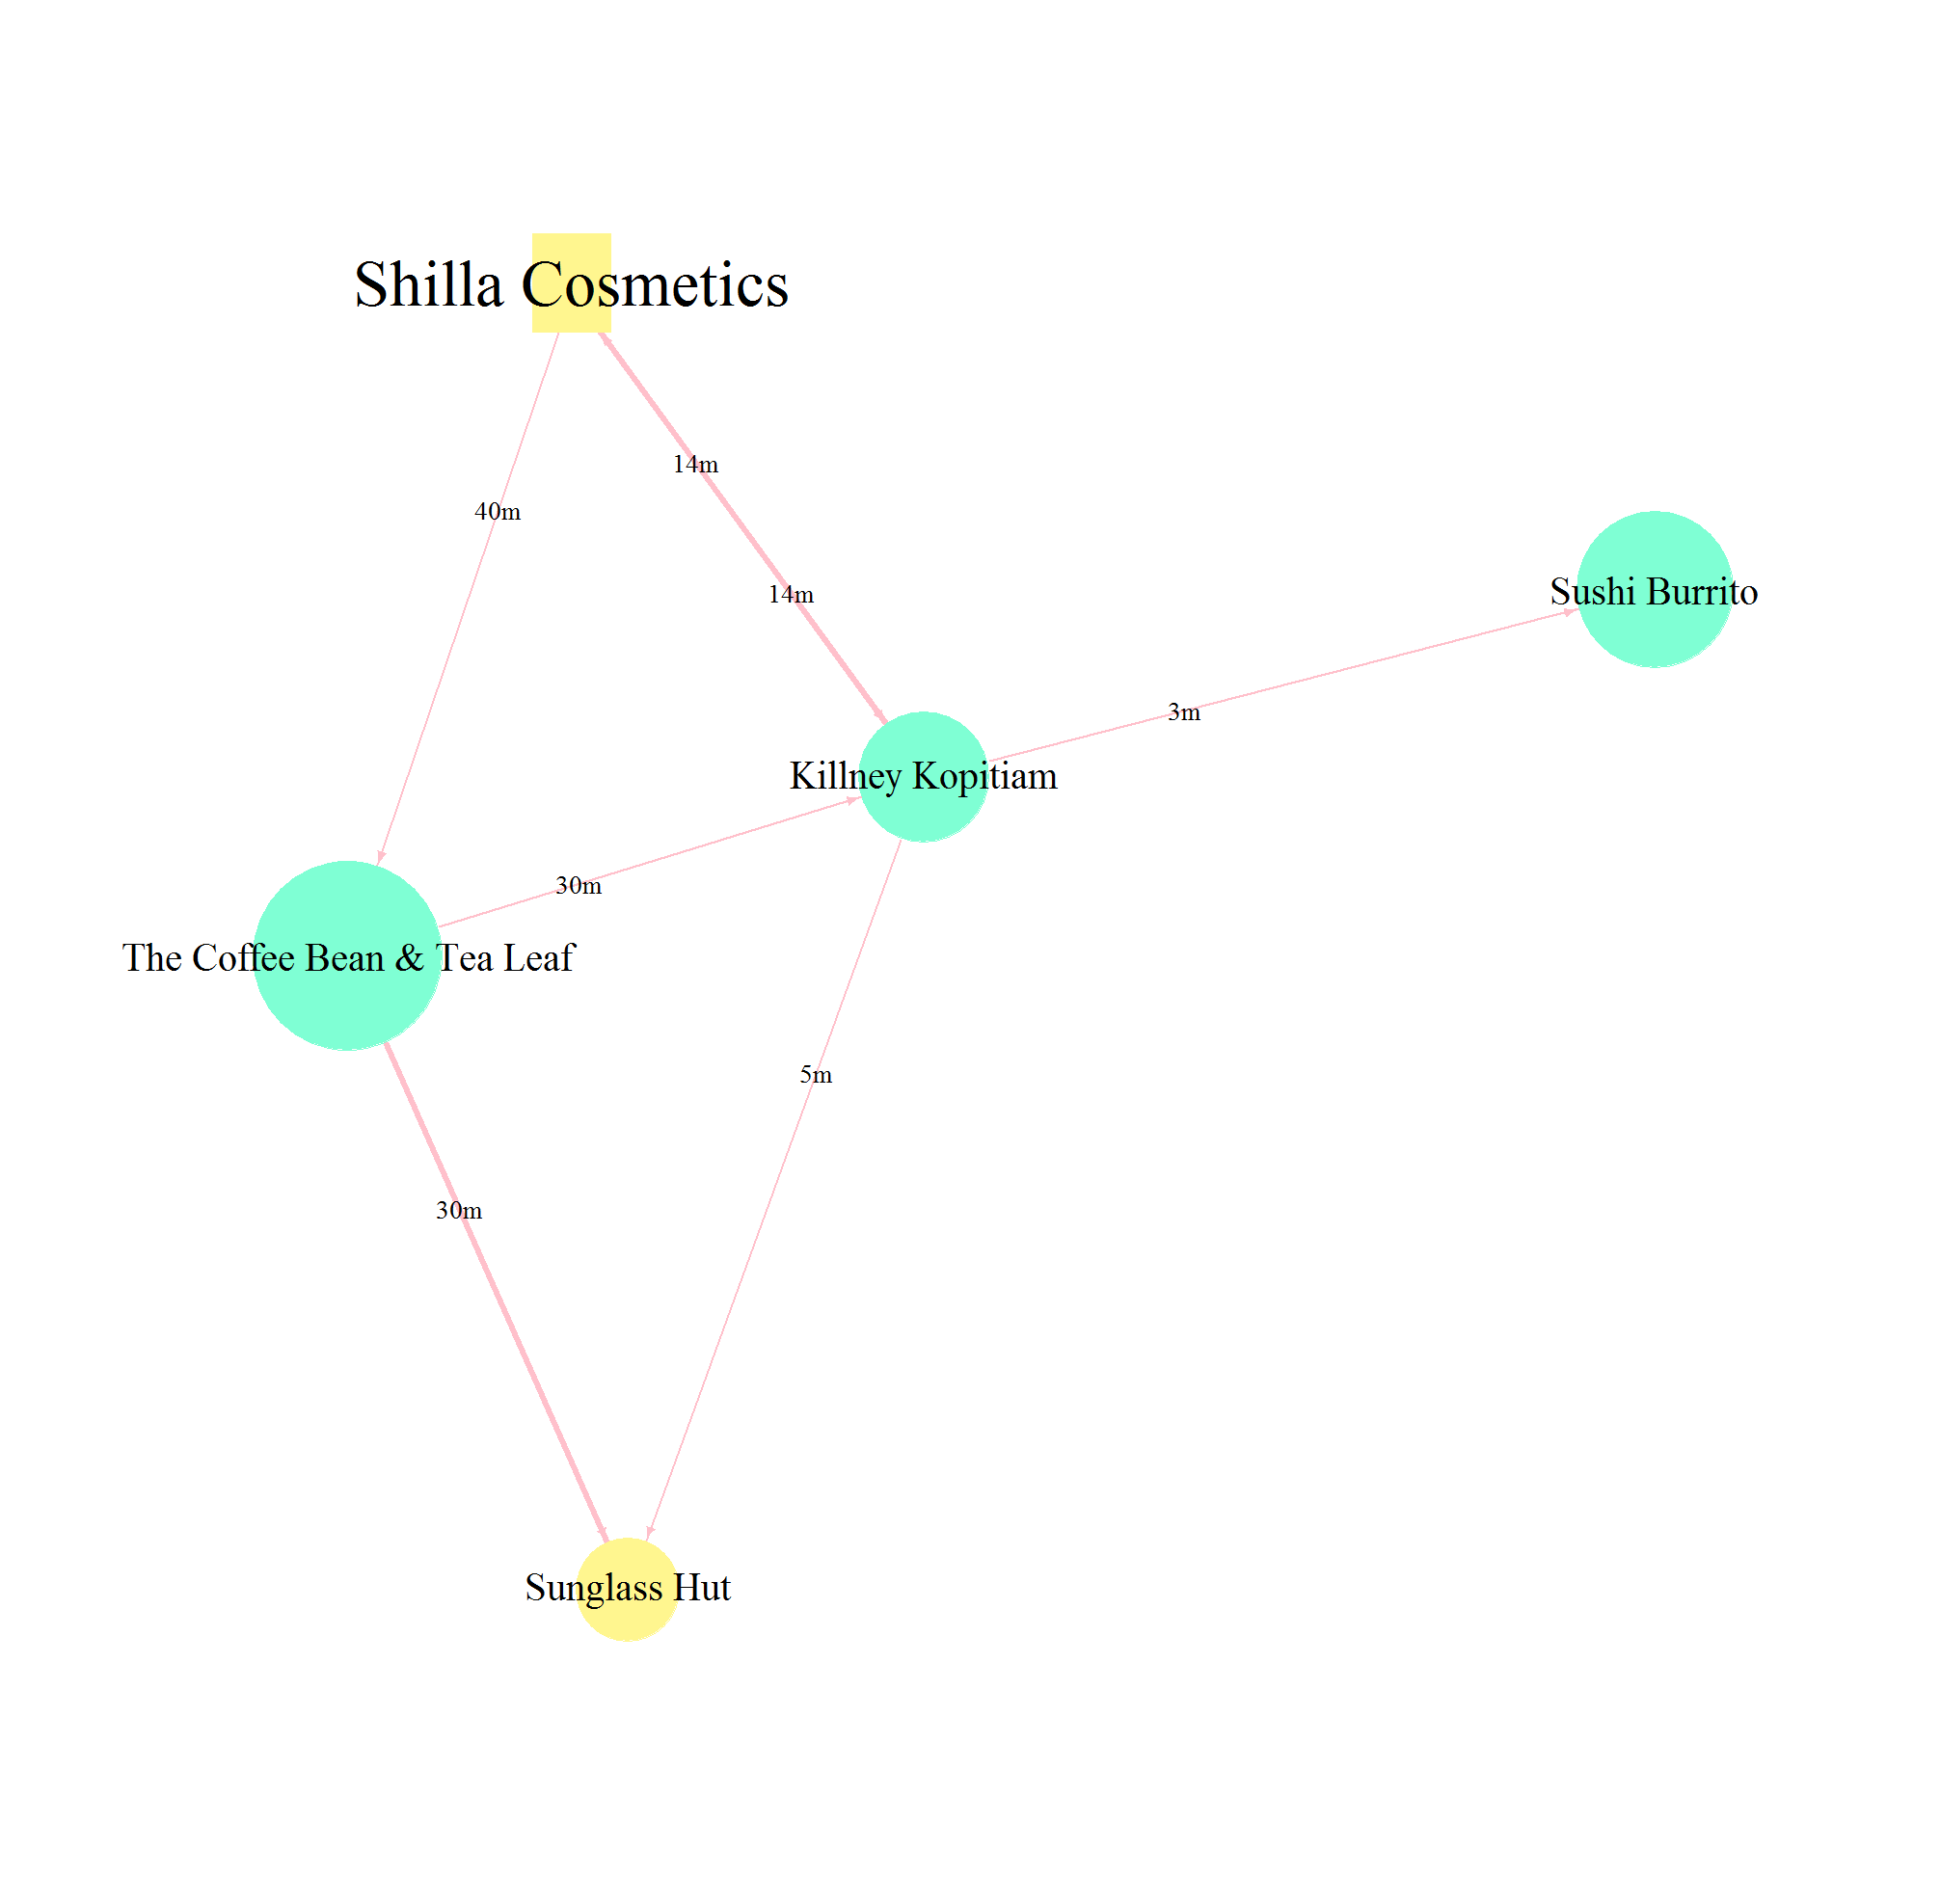 Shilla Cosmetics
14m
40m
14m
Sushi Burrito
3m
Killney Kopitiam
30m
The Coffee Bean & Tea Leaf
5m
30m
Sunglass Hut